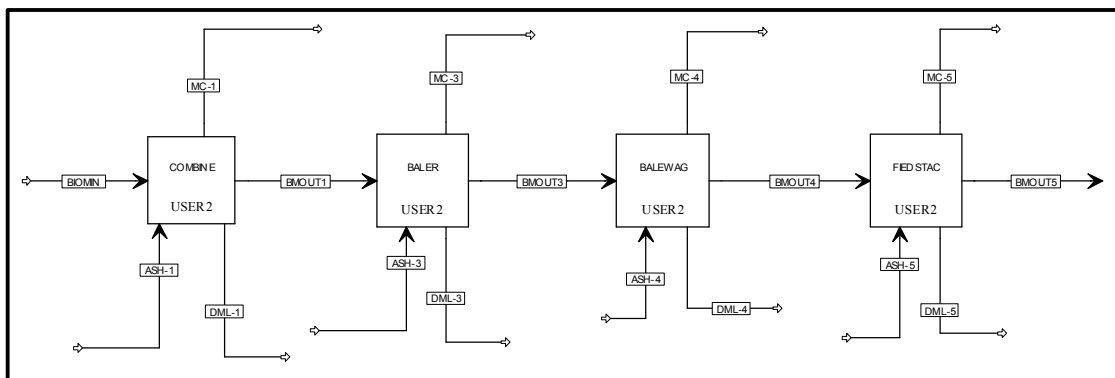 MC-1
MC-3
MC-4
MC-5
COMBINE
USER2
BALER
USER2
BALEWAG
USER2
FIEDSTAC
USER2
BIOMIN
BMOUT1
BMOUT3
BMOUT4
BMOUT5
ASH-1
ASH-3
ASH-4
ASH-5
DML-1
DML-3
DML-4
DML-5